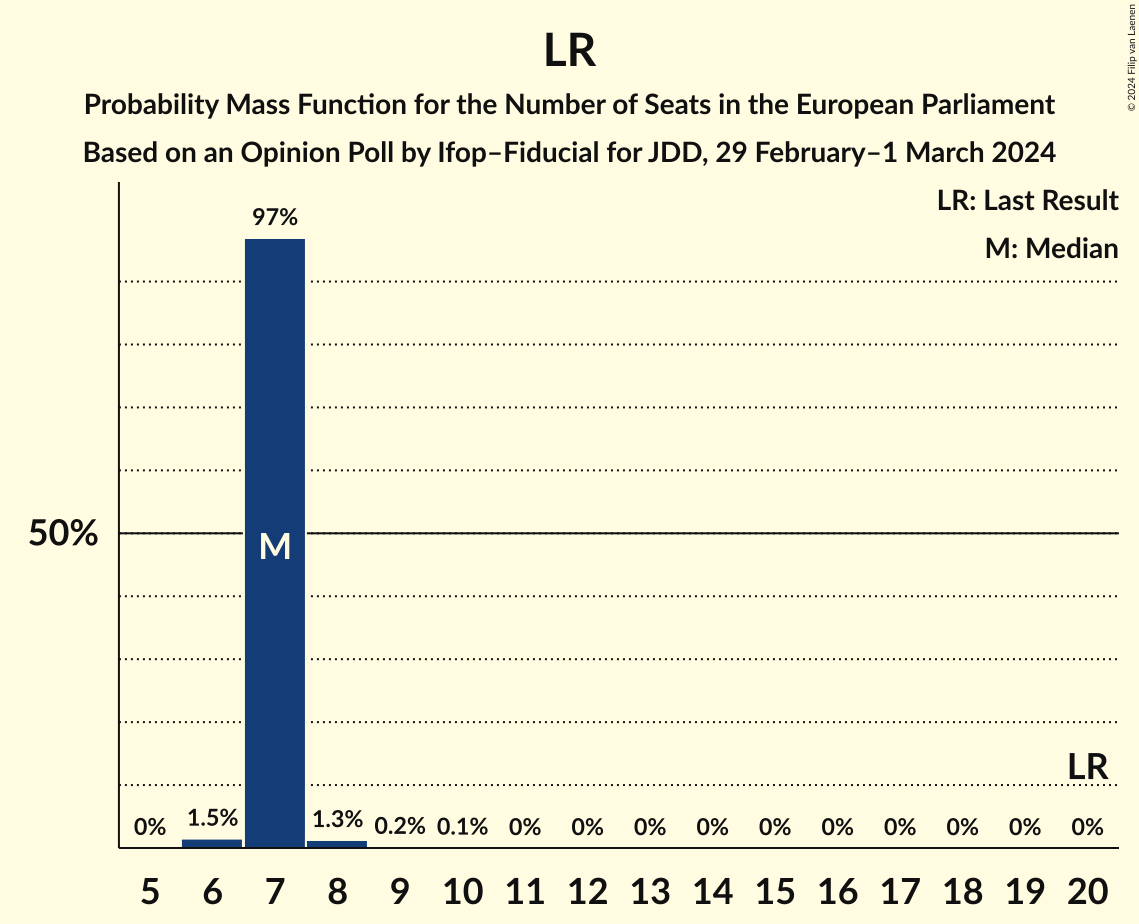 LR
Probability Mass Function for the Number of Seats in the European Parliament
Based on an Opinion Poll by Ifop–Fiducial for JDD, 29 February–1 March 2024
© 2024 Filip van Laenen
LR: Last Result
M: Median
97%
50%
M
LR
0% 1.5% 1.3% 0.2% 0.1% 0% 0% 0% 0% 0% 0% 0% 0% 0% 0%
5 6 7 8 9 10 11 12 13 14 15 16 17 18 19 20